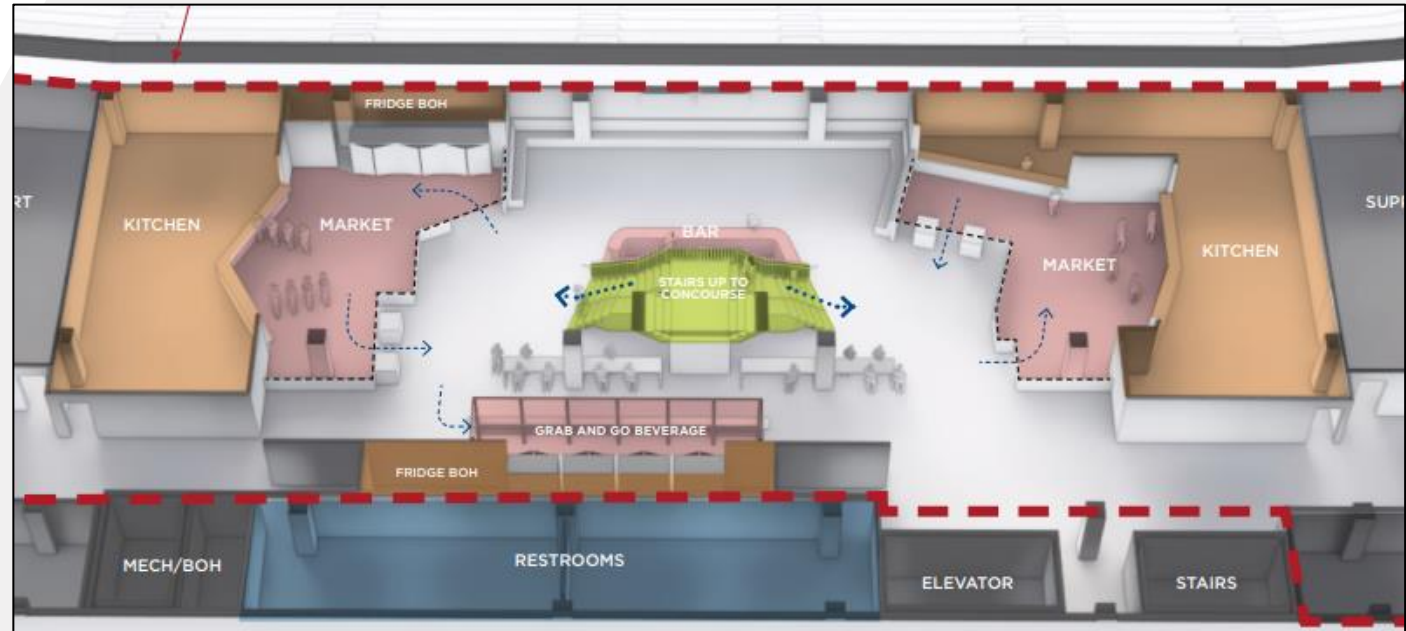 FRIDGE BOH
RT
KITCHEN
MARKET
BAR
STAIRS UP TO
CONCOURSE
MARKET
KITCHEN
SUPP
GRAB AND GO BEVERAGE
FRIDGE BOH
MECH/BOH
RESTROOMS
ELEVATOR
STAIRS